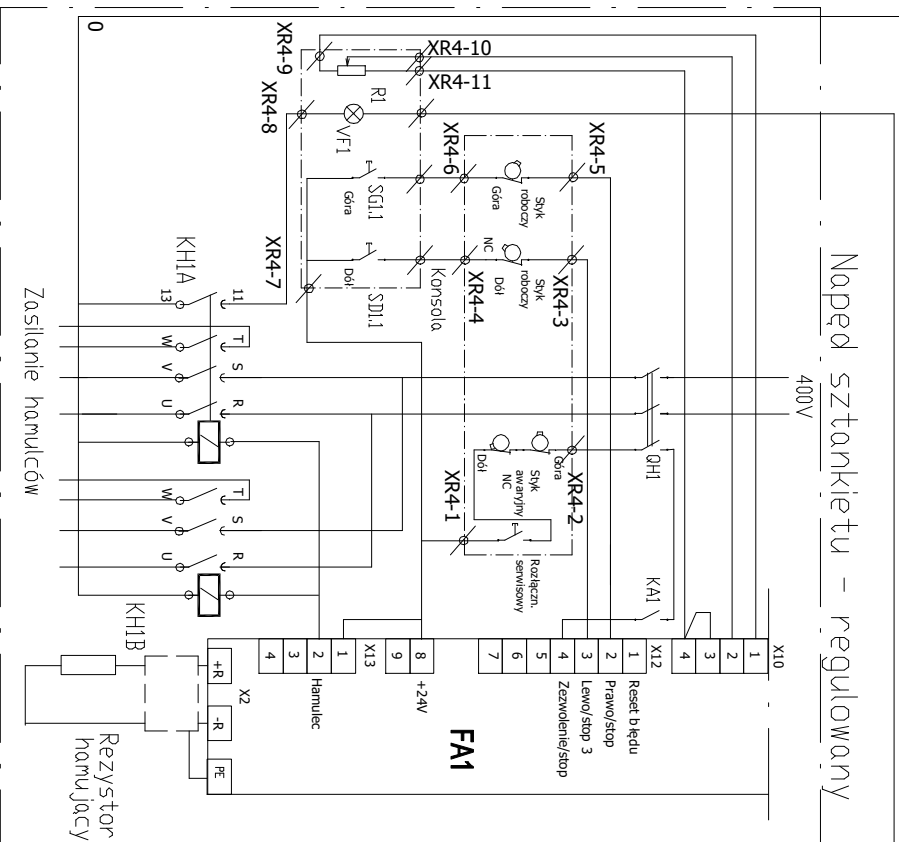 Napęd sztankietu - regulowany
0
XR4-9
XR4-10
XR4-11
R1
XR4-8
VF1
XR4-6
XR4-5
SG1.1
Góra
Góra
Styk
roboczy
XR4-7
SD1.1
Dół
NC
Dół
Styk
roboczy
XR4-4
XR4-3
Konsola
KH1A
13
11
W
T
V
S
U
R
400V
QH1
Dół
Góra
Styk
awaryjny
NC
XR4-2
XR4-1
Rozłączn.
serwisowy
KA1
W
T
V
S
U
R
KH1B
Zasilanie hamulców
X10
1
2
3
4
X12
1
2
3
4
5
6
7
Reset błędu
Prawo/stop
Lewo/stop 3
Zezwolenie/stop
8
9
+24V
X13
1
2
3
4
Hamulec
FA1
X2
+R
-R
PE
Rezystor
hamujący